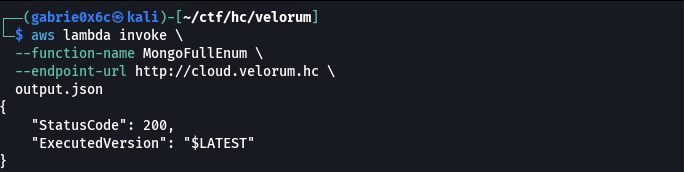 ┌──(gabrie0x6c㉿kali)-[~/ctf/hc/velorum]
└─$ aws lambda invoke \
--function-name MongoFullEnum \
--endpoint-url http://cloud.velorum.hc \
output.json
{
"StatusCode": 200,
"ExecutedVersion": "$LATEST"
}